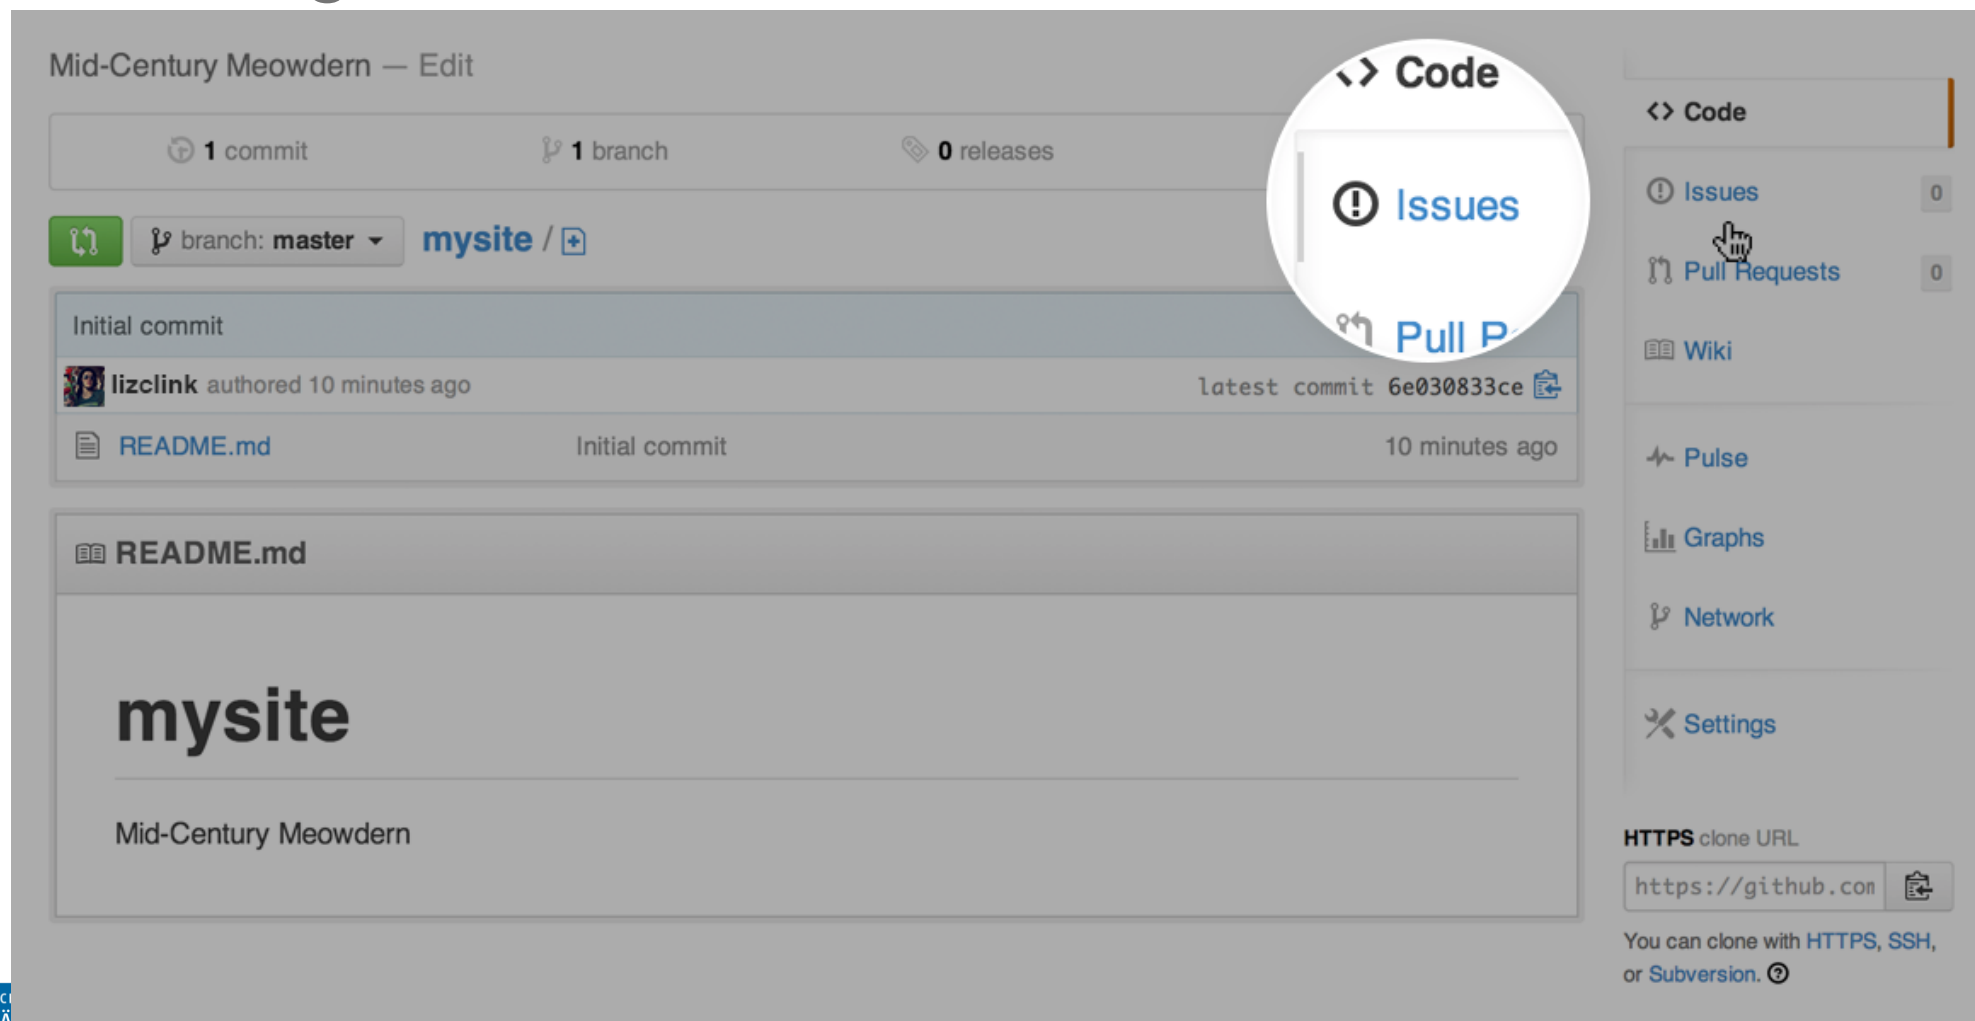 Mid-Century Meowdern — Edit
1 commit
1 branch
0 releases
branch: master
mysite /
Initial commit
lizclink authored 10 minutes ago
latest commit 6e030833ce
README.md
Initial commit
10 minutes ago
README.md
mysite
Mid-Century Meowdern
Code
Issues
Pull R
Code
Issues 0
Pull Requests 0
Wiki
Pulse
Graphs
Network
Settings
HTTPS clone URL
https://github.com
You can clone with HTTPS, SSH,
or Subversion.